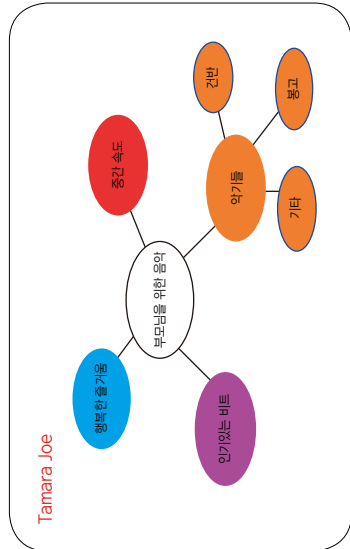 Tamara Joe
행복한 즐거움
중간 속도
부모님을 위한 음악
인기있는 비트
악기들
건반
봉고
기타